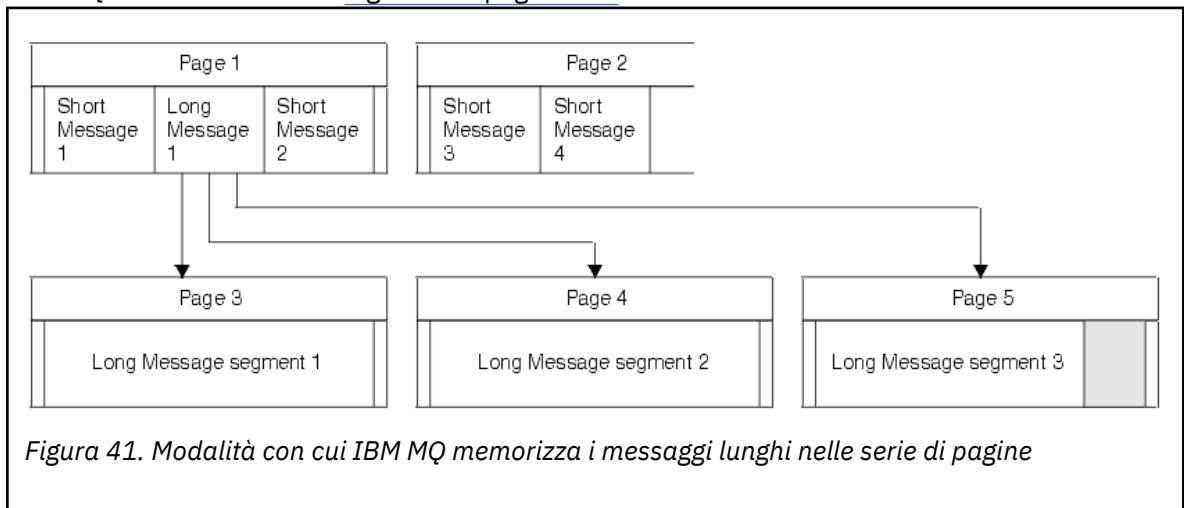 Page 1
Page 2
Short Message 1
Long Message 1
Short Message 2
Short Message 3
Short Message 4
Page 3
Page 4
Page 5
Long Message segment 1
Long Message segment 2
Long Message segment 3
Figura 41. Modalità con cui IBM MQ memorizza i messaggi lunghi nelle serie di pagine